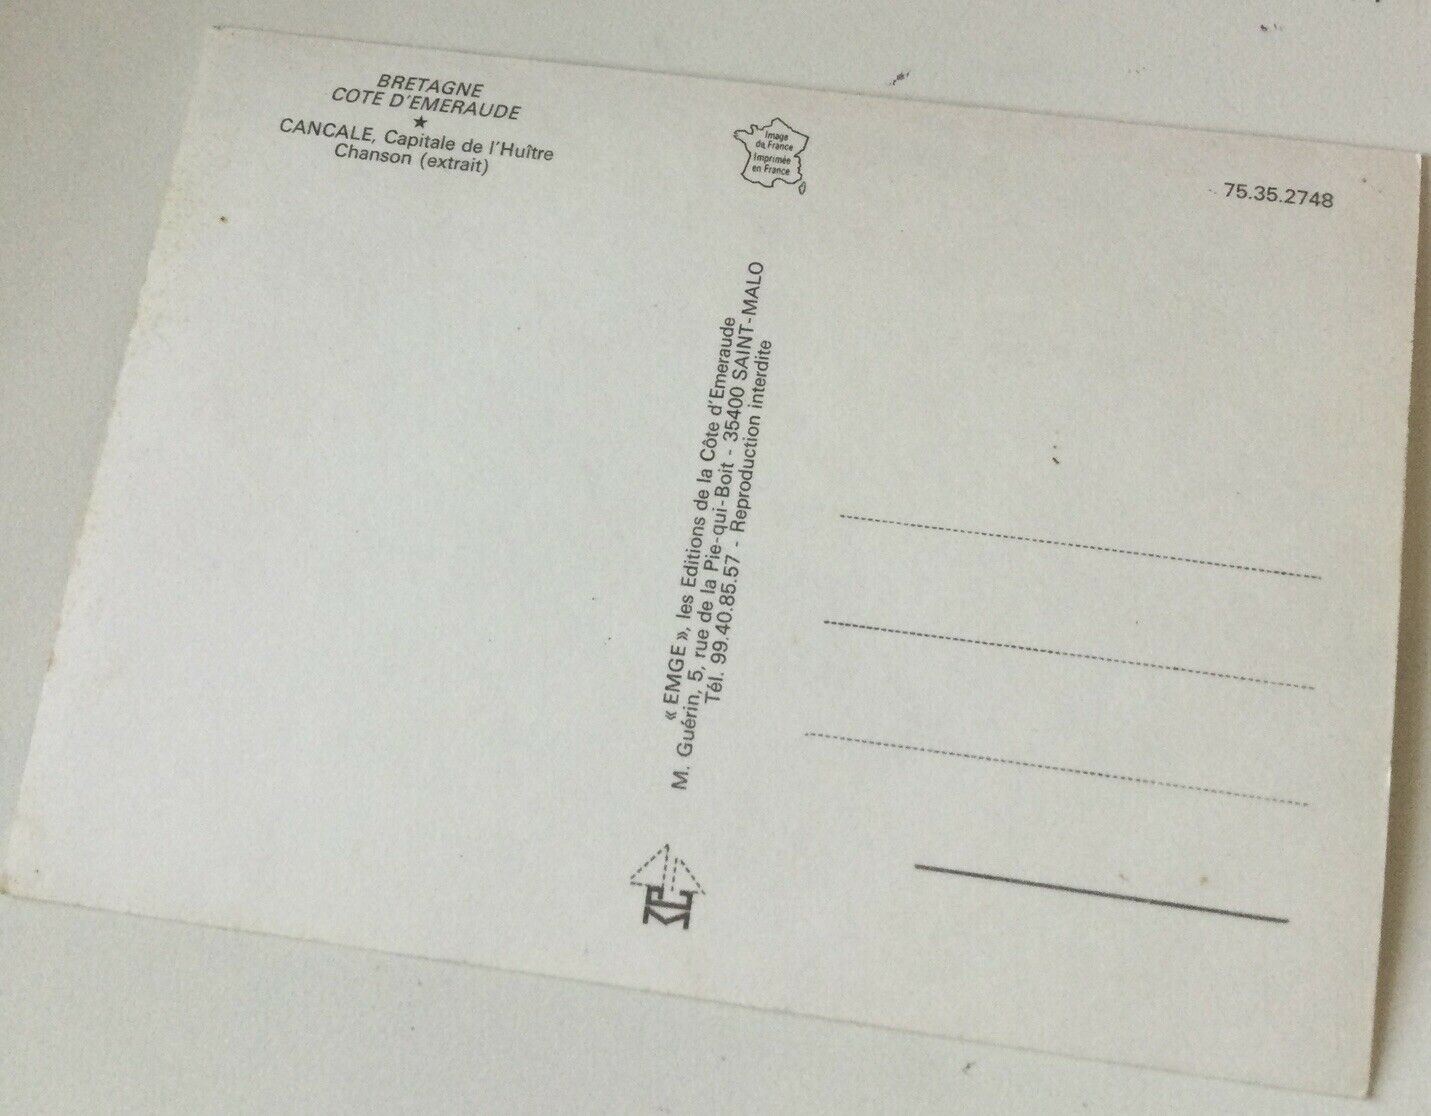 BRETAGNE
COTE D'EMERAUDE
★
CANCALE, Capitale de l'Huître
Chanson (extrait)
Image
de France
Imprimée
en France
75.35.2748
« EMGE », les Editions de la Côte d'Emeraude
M. Guérin, 5, rue de la Pie-qui-Boit - 35400 SAINT-MALO
Tél. 99.40.85.57 - Reproduction interdite